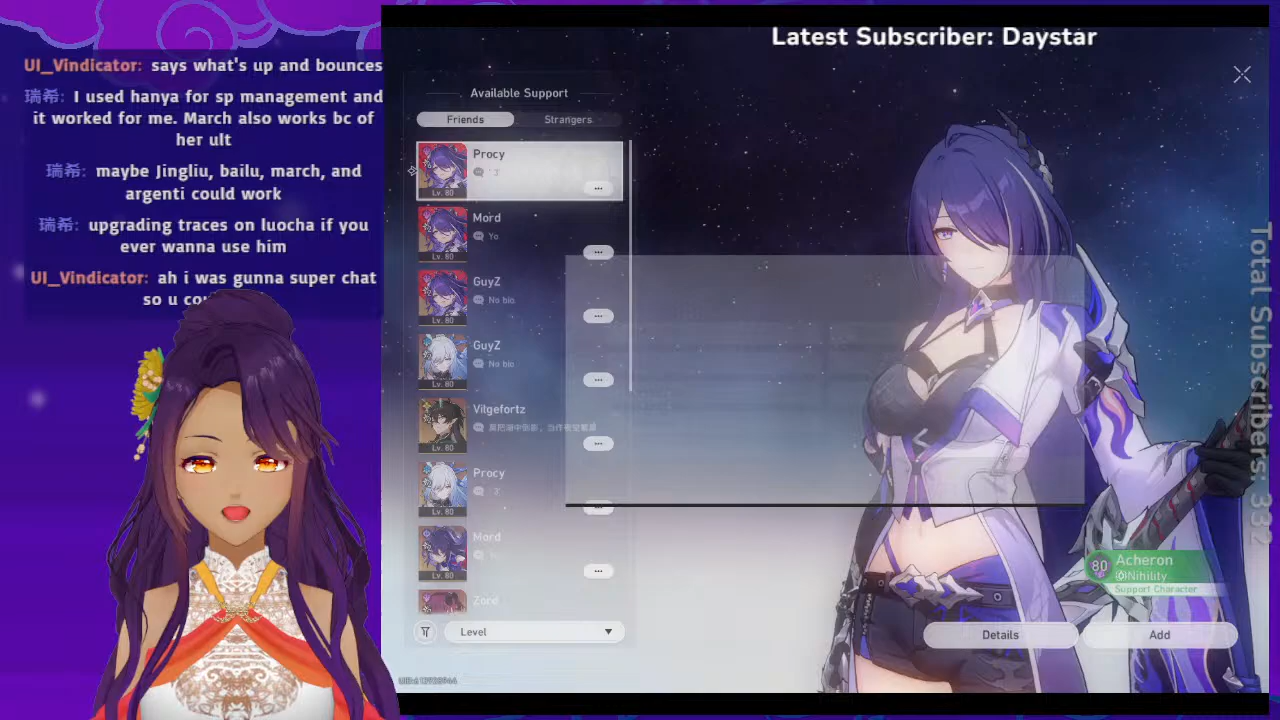 Latest Subscriber: Daystar
UI_Vindicator: says what's up and bounces
瑞希: I used hanya for sp management and
it worked for me. March also works bc of
her ult
瑞希: maybe Jingliu, bailu, march, and
argenti could work
瑞希: upgrading traces on luocha if you
ever wanna use him
UI_Vindicator: ah i was gunna super chat
so u
Available Support
Friends
Strangers
Procy
Lv. 80
Mord
Yo
Lv. 80
GuyZ
No bio
Lv. 80
GuyZ
No bio
Lv. 80
Vilgefortz
Lv. 80
Procy
Lv. 80
Mord
Lv. 80
Zord
Level
80
Acheron
Nihility
Support Character
Details
Add
Total Subscribers: 332